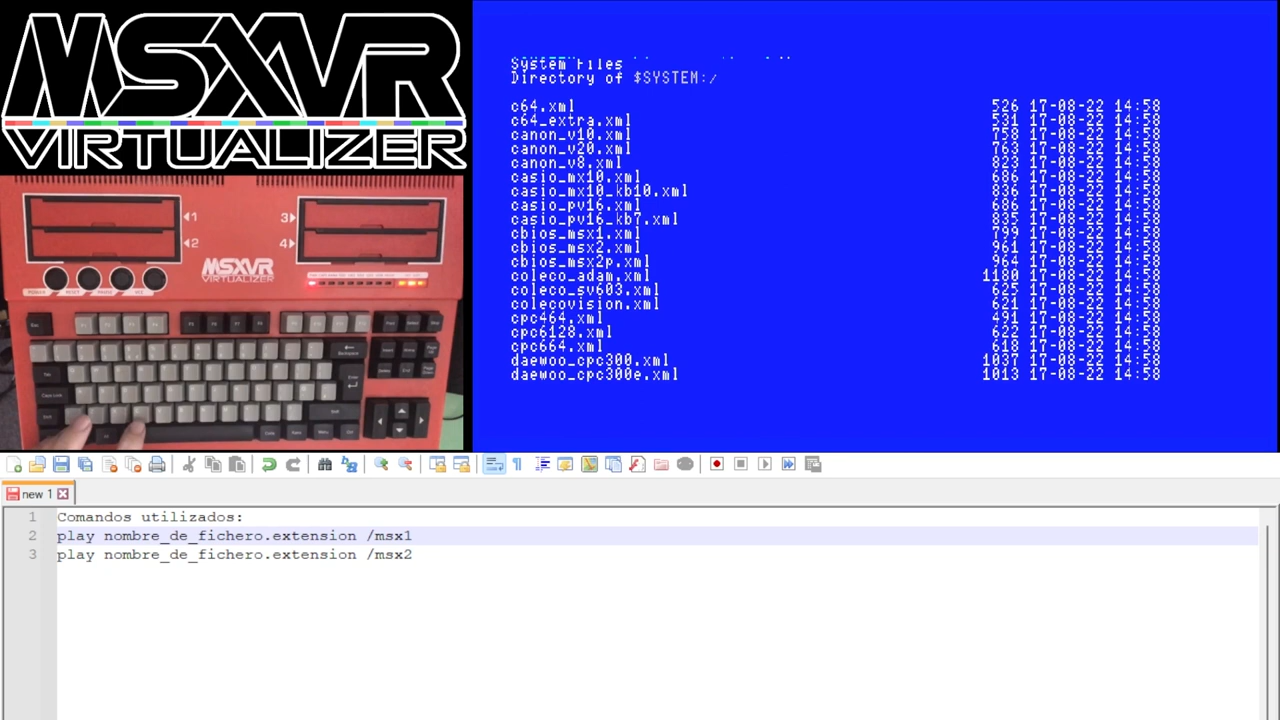 MSXVR
VIRTUALIZER
1
2
3
4
MSXVR
VIRTUALIZER
System Files
Directory of $SYSTEM:/
c64.xml 526 17-08-22 14:58
c64_extra.xml 531 17-08-22 14:58
canon_v10.xml 758 17-08-22 14:58
canon_v20.xml 763 17-08-22 14:58
canon_v8.xml 823 17-08-22 14:58
casio_mx10.xml 686 17-08-22 14:58
casio_mx10_kb10.xml 836 17-08-22 14:58
casio_pv16.xml 686 17-08-22 14:58
casio_pv16_kb7.xml 835 17-08-22 14:58
cbios_msx1.xml 799 17-08-22 14:58
cbios_msx2.xml 961 17-08-22 14:58
cbios_msx2p.xml 964 17-08-22 14:58
coleco_adam.xml 1180 17-08-22 14:58
coleco_sv603.xml 625 17-08-22 14:58
colecovision.xml 621 17-08-22 14:58
cpc464.xml 491 17-08-22 14:58
cpc6128.xml 622 17-08-22 14:58
cpc664.xml 618 17-08-22 14:58
daewoo_cpc300.xml 1037 17-08-22 14:58
daewoo_cpc300e.xml 1013 17-08-22 14:58
new 1
1 Comandos utilizados:
2 play nombre_de_fichero.extension /msx1
3 play nombre_de_fichero.extension /msx2